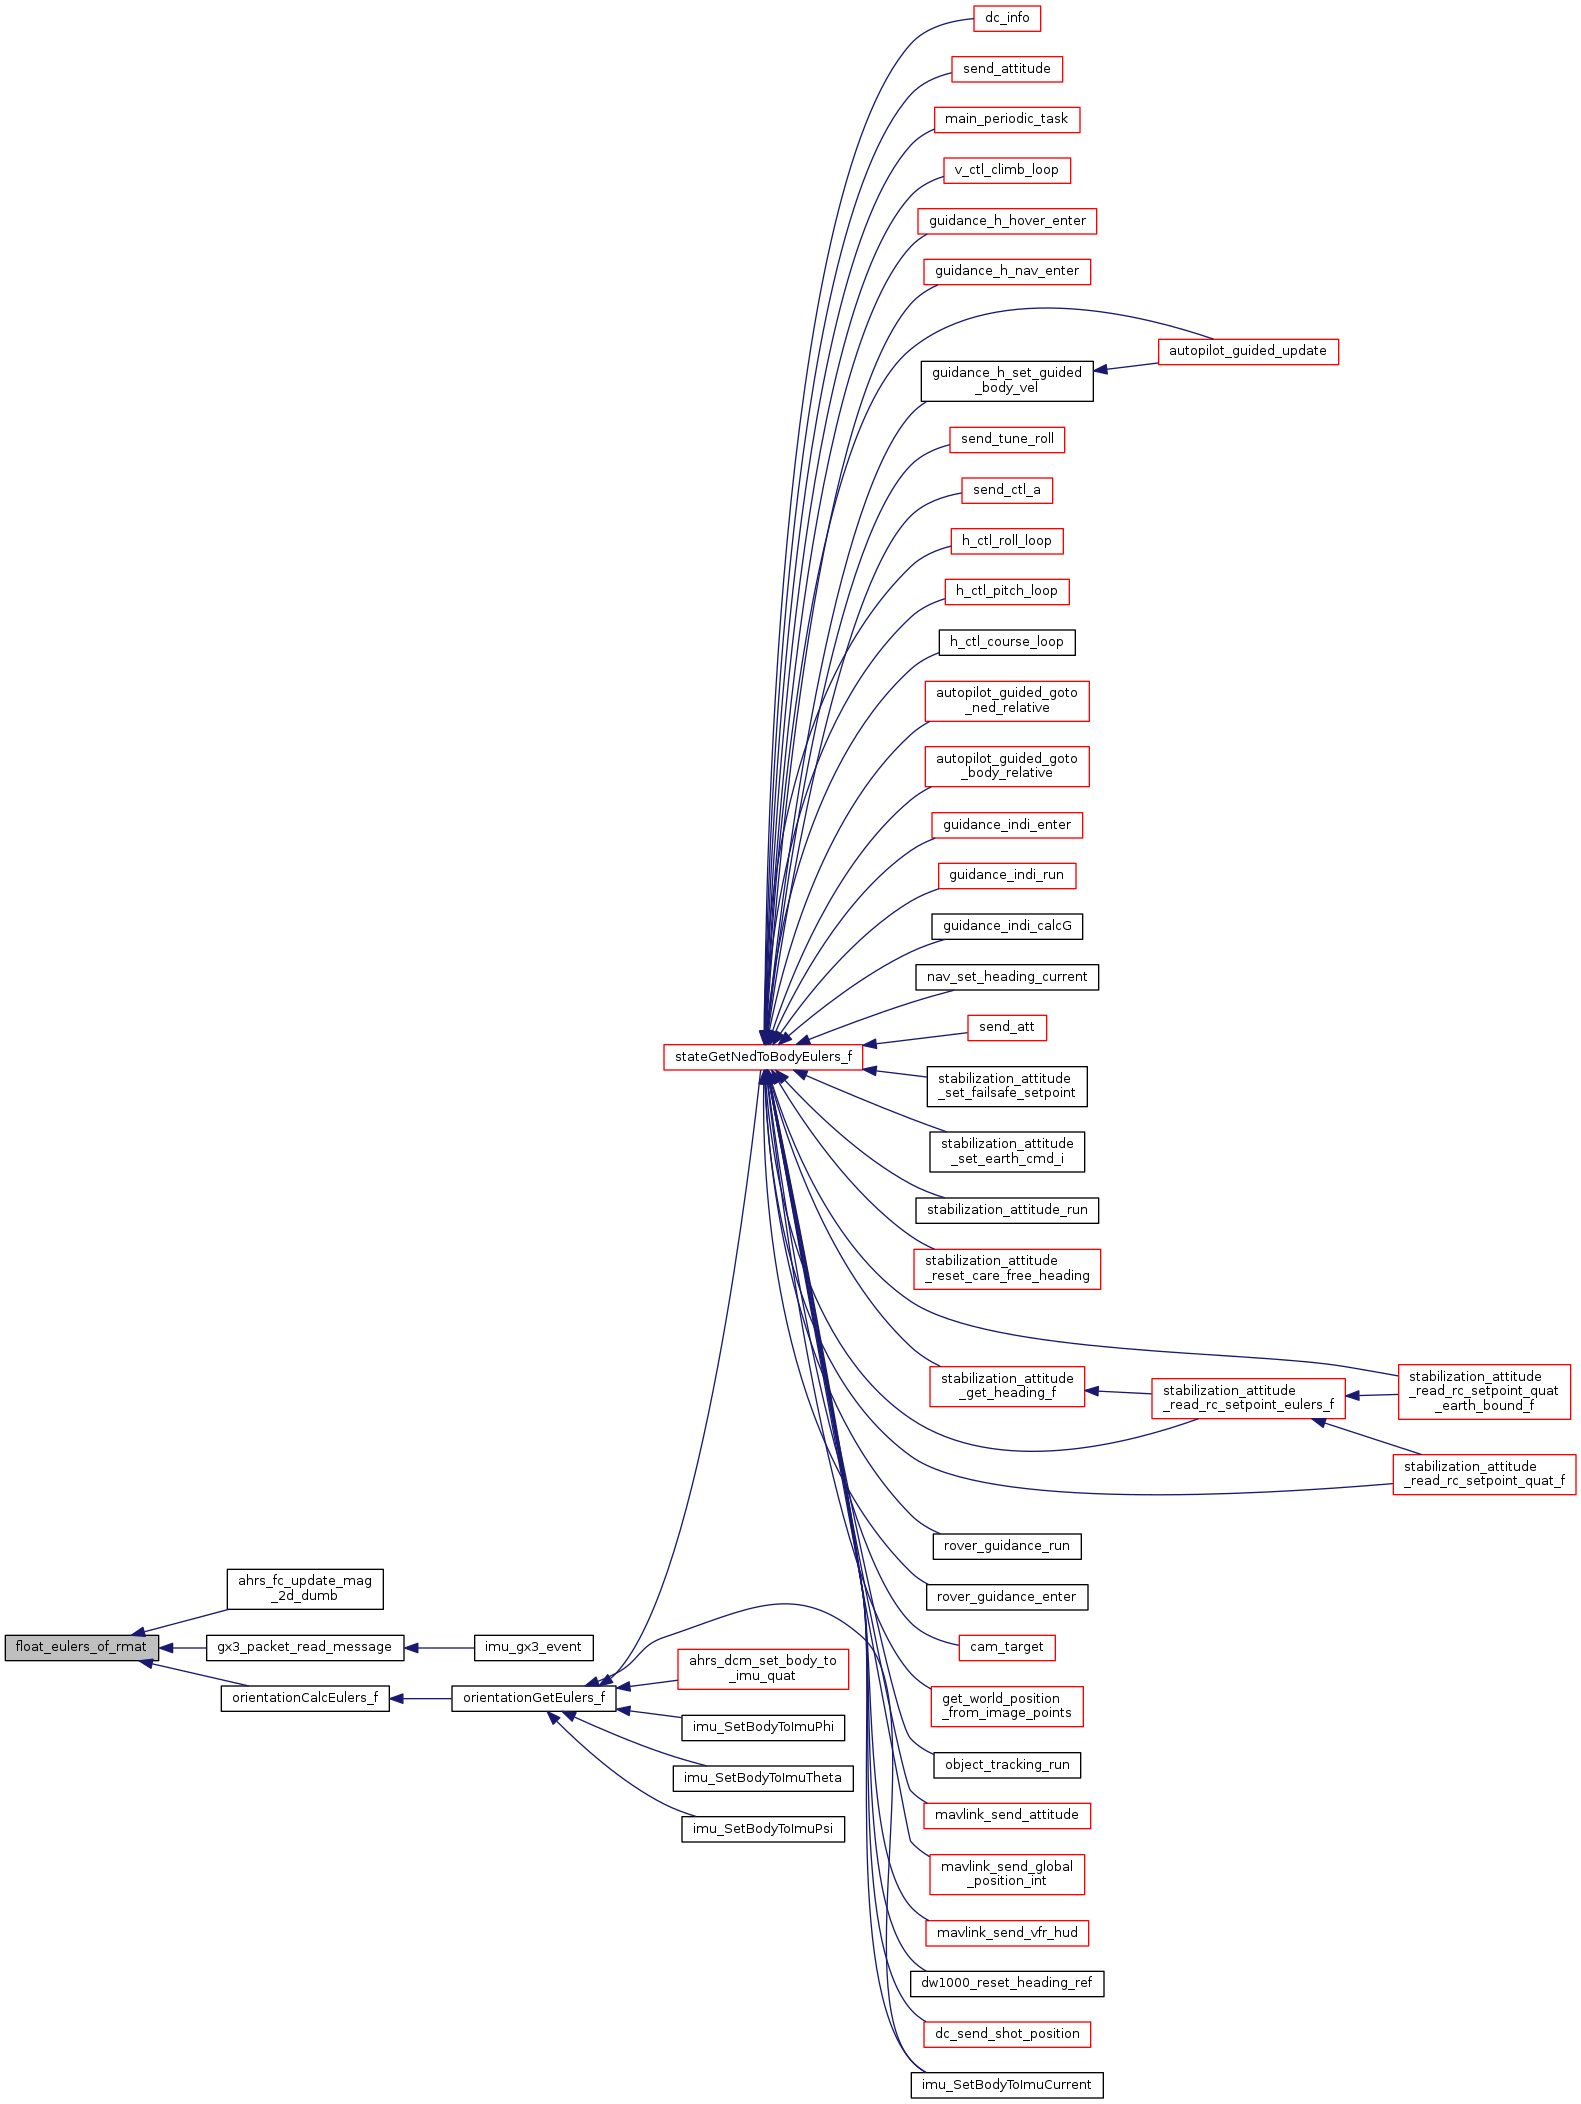 dc_info
send_attitude
main_periodic_task
v_ctl_climb_loop
guidance_h_hover_enter
guidance_h_nav_enter
autopilot_guided_update
guidance_h_set_guided
_body_vel
send_tune_roll
send_ctl_a
h_ctl_roll_loop
h_ctl_pitch_loop
h_ctl_course_loop
autopilot_guided_goto
_ned_relative
autopilot_guided_goto
_body_relative
guidance_indi_enter
guidance_indi_run
guidance_indi_calcG
nav_set_heading_current
send_att
stateGetNedToBodyEulers_f
stabilization_attitude
_set_failsafe_setpoint
stabilization_attitude
_set_earth_cmd_i
stabilization_attitude_run
stabilization_attitude
_reset_care_free_heading
stabilization_attitude
_get_heading_f
stabilization_attitude
_read_rc_setpoint_eulers_f
stabilization_attitude
_read_rc_setpoint_quat
_earth_bound_f
stabilization_attitude
_read_rc_setpoint_quat_f
rover_guidance_run
ahrs_fc_update_mag
_2d_dumb
rover_guidance_enter
float_eulers_of_rmat
gx3_packet_read_message
imu_gx3_event
cam_target
ahrs_dcm_set_body_to
_imu_quat
orientationCalcEulers_f
orientationGetEulers_f
get_world_position
_from_image_points
imu_SetBodyToImuPhi
object_tracking_run
imu_SetBodyToImuTheta
mavlink_send_attitude
imu_SetBodyToImuPsi
mavlink_send_global
_position_int
mavlink_send_vfr_hud
dw1000_reset_heading_ref
dc_send_shot_position
imu_SetBodyToImuCurrent